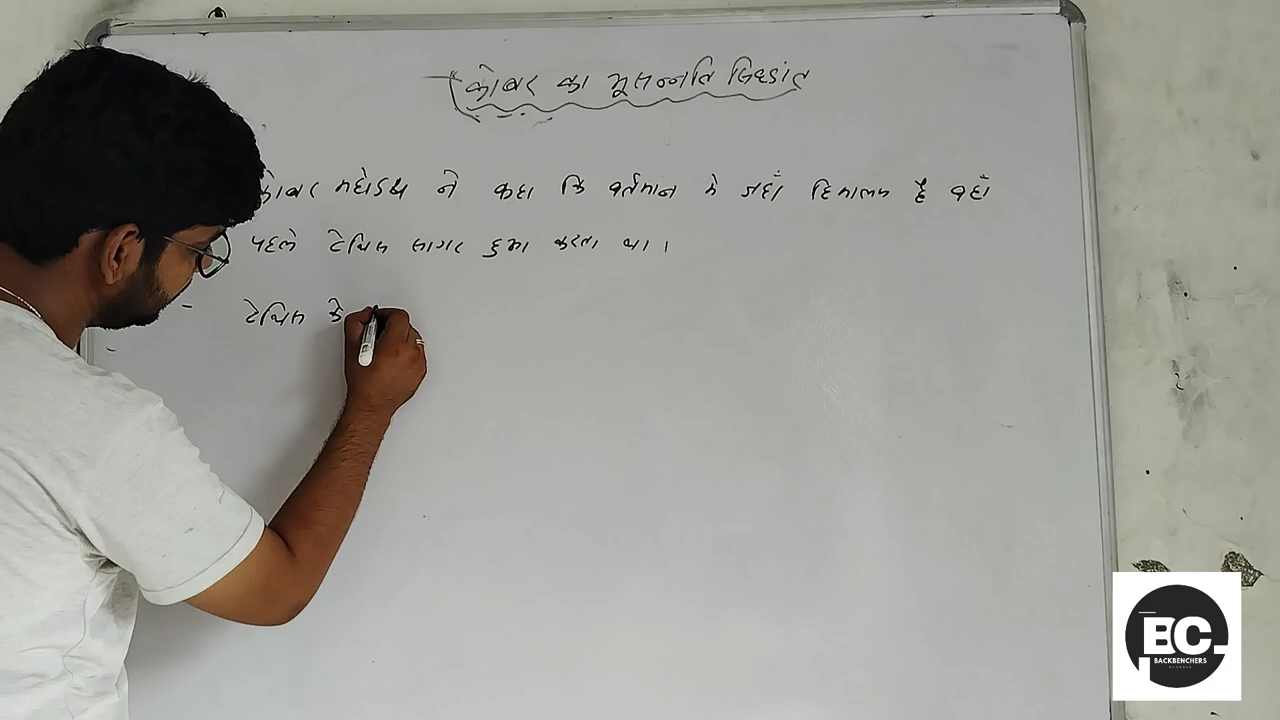 कोबर का भूसन्नति सिद्धांत
कोबर महोदय ने कहा कि वर्तमान मे जहाँ हिमालय है वहाँ
पहले टेथिस सागर हुआ करता था ।
- टेथिस के
BC
BACKBENCHERS